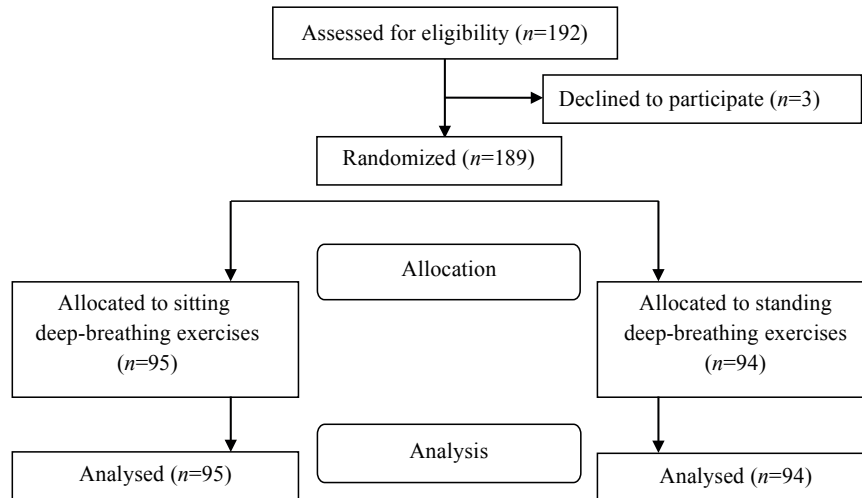 Assessed for eligibility (n=192)
Declined to participate (n=3)
Randomized (n=189)
Allocation
Allocated to sitting
deep-breathing exercises
(n=95)
Allocated to standing
deep-breathing exercises
(n=94)
Analysis
Analysed (n=95)
Analysed (n=94)